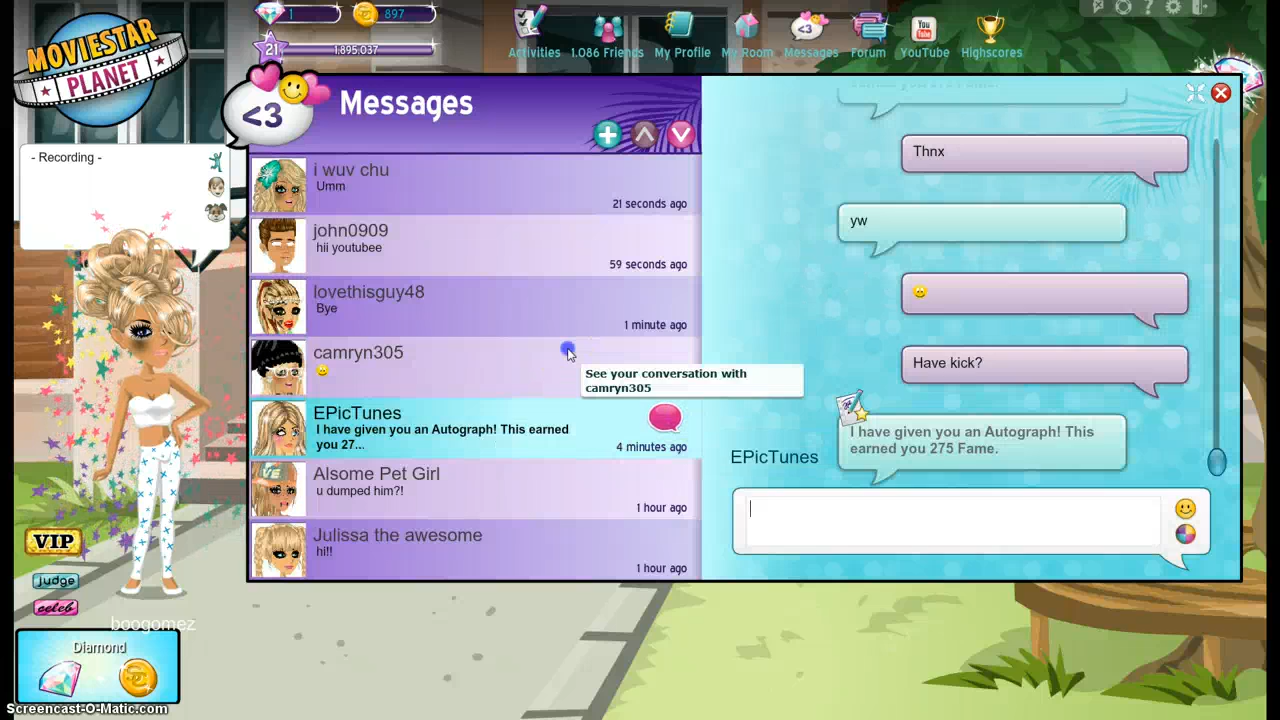 MOVIESTAR
PLANET
1
897
21
1.895.037
Activities
1.086 Friends
My Profile
My Room
<3
Messages
Forum
You
Tube
YouTube
Highscores
- Recording -
<3
Messages
i wuv chu
Umm
21 seconds ago
john0909
hii youtubee
59 seconds ago
lovethisguy48
Bye
1 minute ago
camryn305
See your conversation with
camryn305
EPicTunes
I have given you an Autograph! This earned
you 27...
4 minutes ago
Alsome Pet Girl
u dumped him?!
1 hour ago
Julissa the awesome
hi!!
1 hour ago
Thnx
yw
Have kick?
I have given you an Autograph! This
earned you 275 Fame.
EPicTunes
VIP
judge
celeb
boogomez
Diamond
Screencast-O-Matic.com